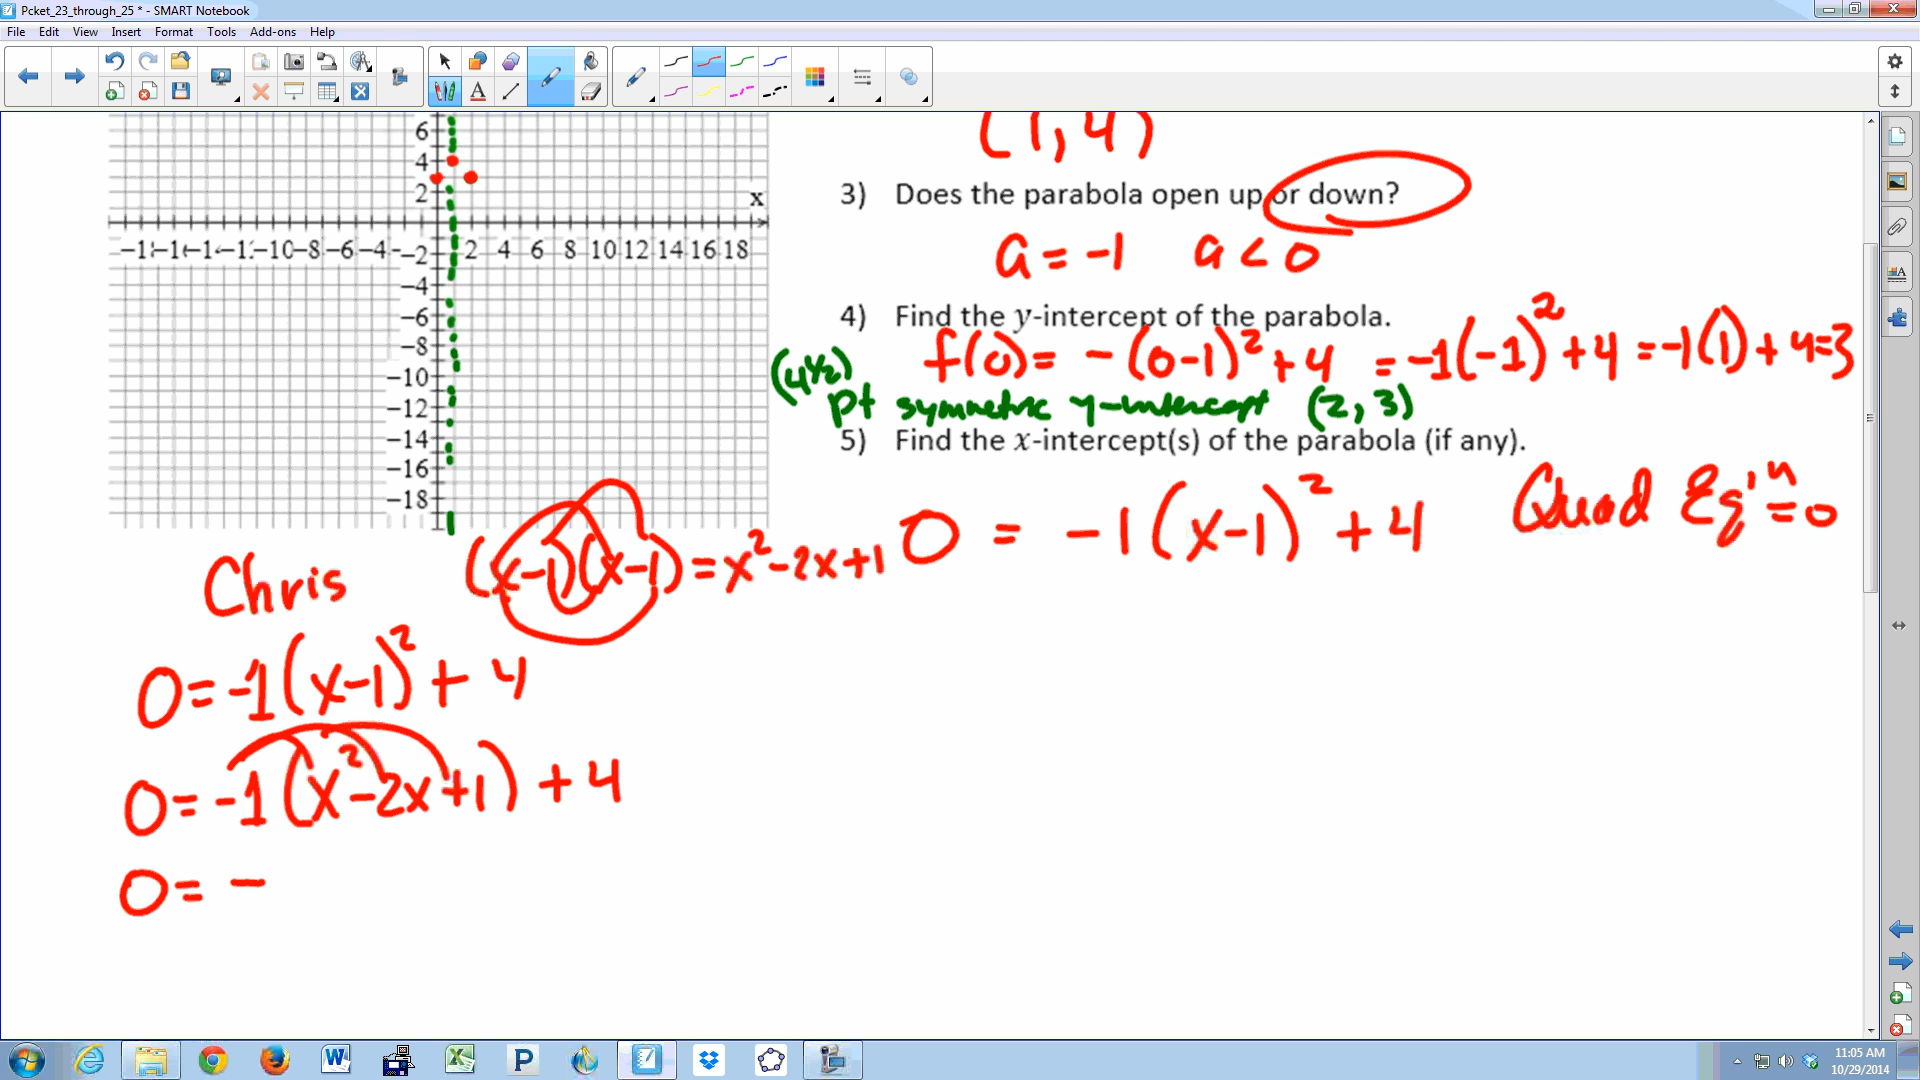 Pcket_23_through_25 * - SMART Notebook
File Edit View Insert Format Tools Add-ons Help
6
4
2
x
−10 −8 −6 −4 −2 2 4 6 8 10 12 14 16 18
−4
−6
−8
−10
−12
−14
−16
−18
(1, 4)
3) Does the parabola open up or down?
a = -1 a < 0
4) Find the y-intercept of the parabola.
f(0) = -(0-1)² + 4 = -1(-1)² + 4 = -1(1) + 4 = 3
(4½)
pt symmetric y-intercept (2, 3)
5) Find the x-intercept(s) of the parabola (if any).
0 = -1(x-1)² + 4 Quad Eq'n = 0
Chris (x-1)(x-1) = x² - 2x + 1
0 = -1(x-1)² + 4
0 = -1(x² - 2x + 1) + 4
0 = -
11:05 AM
10/29/2014